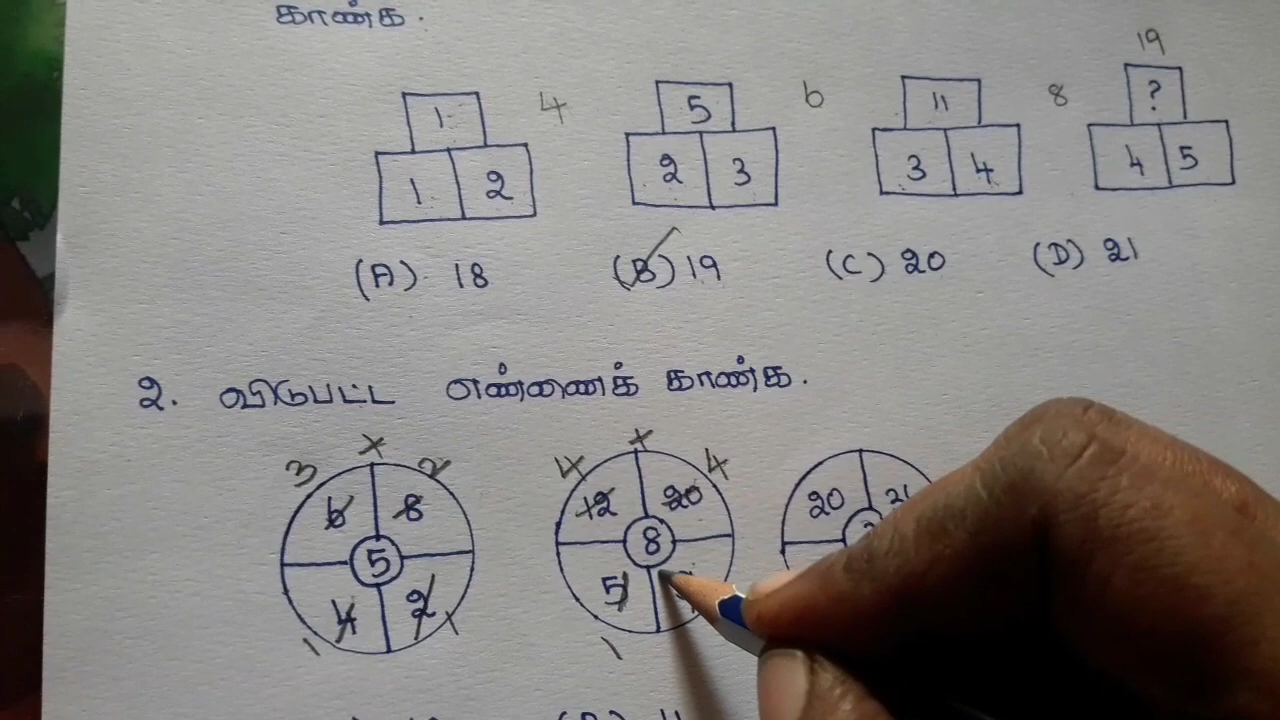 காண்க.
19
1 4 5 6 11 8 ?
1 2 2 3 3 4 4 5
(A) 18 (B) 19 (C) 20 (D) 21
2. விடுபட்ட எண்ணைக் காண்க.
3 × 2 4 × 4
6 8 12 20 20 21
5 8
4 2 5
1 1 1
11